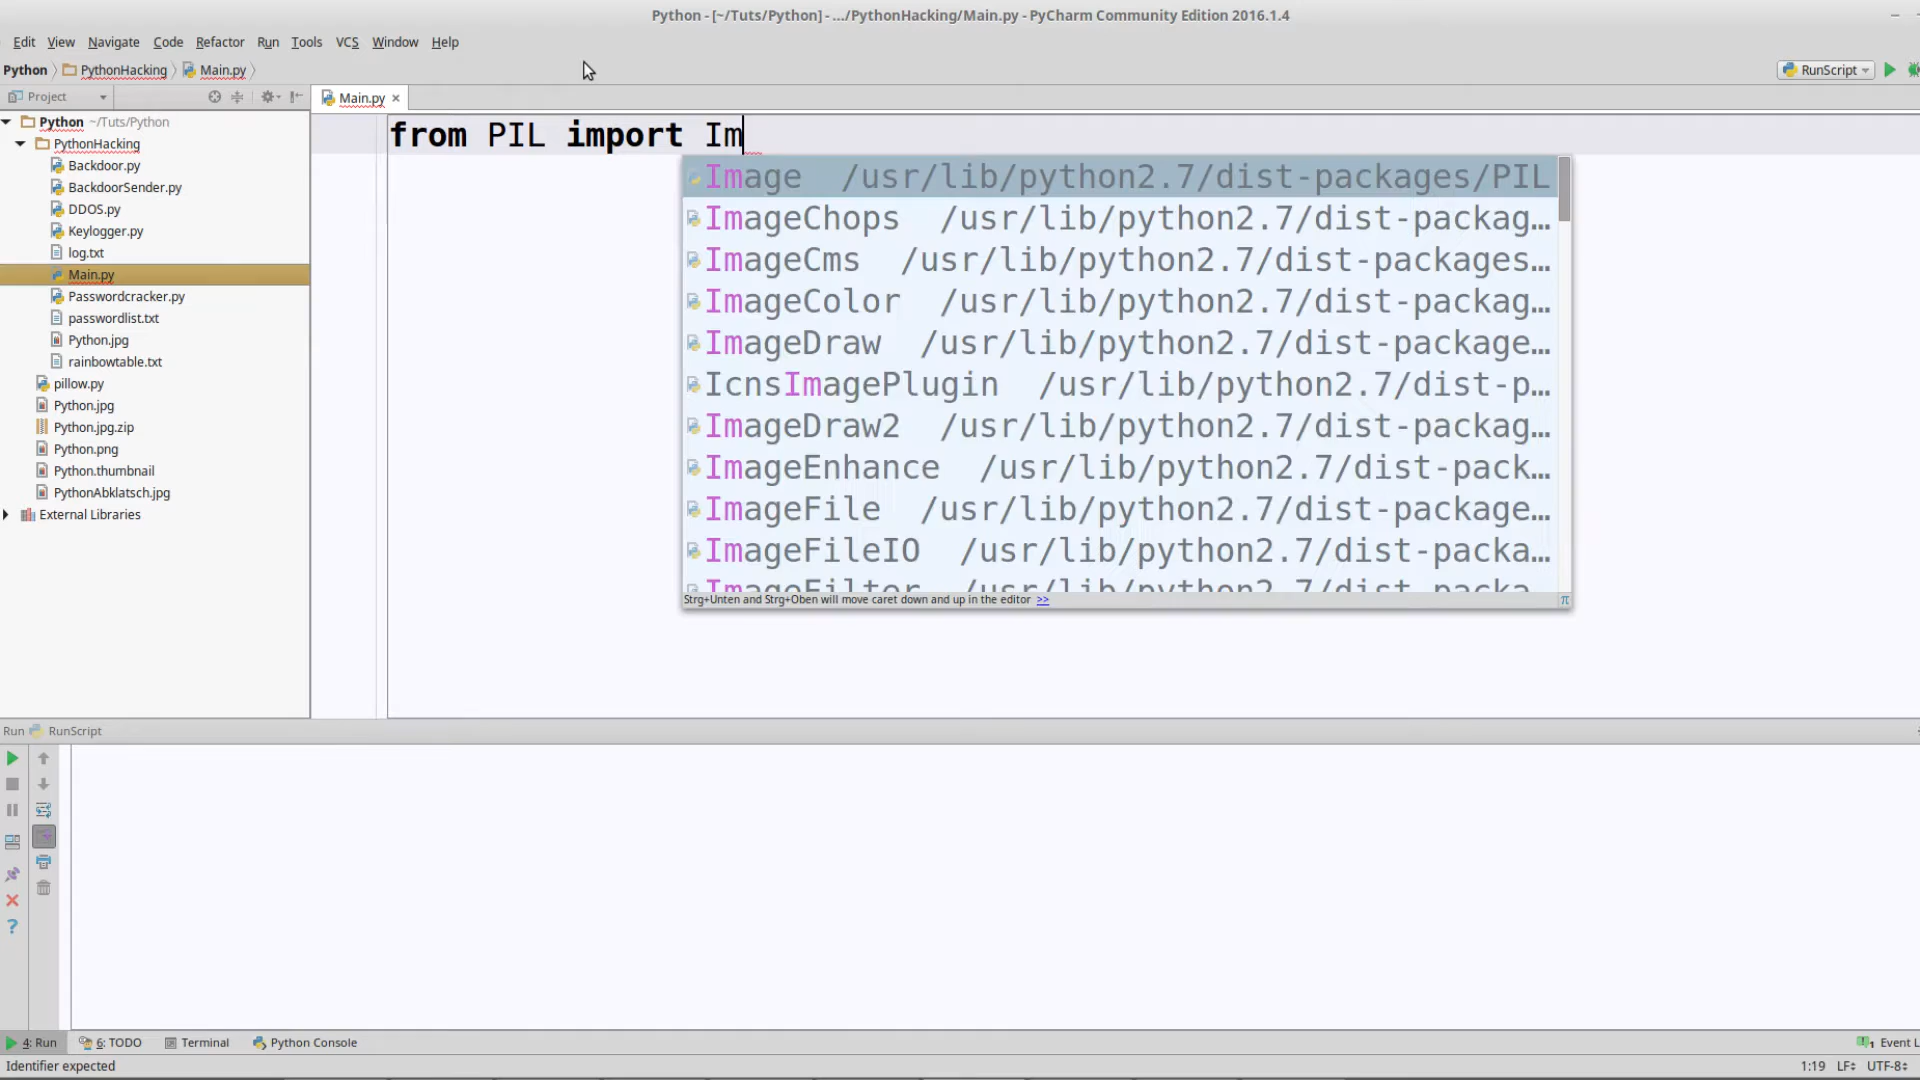 Python - [~/Tuts/Python] - .../PythonHacking/Main.py - PyCharm Community Edition 2016.1.4
Edit View Navigate Code Refactor Run Tools VCS Window Help
Python PythonHacking Main.py RunScript
Project Main.py
Python ~/Tuts/Python
PythonHacking
Backdoor.py
BackdoorSender.py
DDOS.py
Keylogger.py
log.txt
Main.py
Passwordcracker.py
passwordlist.txt
Python.jpg
rainbowtable.txt
pillow.py
Python.jpg
Python.jpg.zip
Python.png
Python.thumbnail
PythonAbklatsch.jpg
External Libraries
from PIL import Im
Image /usr/lib/python2.7/dist-packages/PIL
ImageChops /usr/lib/python2.7/dist-packag…
ImageCms /usr/lib/python2.7/dist-packages…
ImageColor /usr/lib/python2.7/dist-packag…
ImageDraw /usr/lib/python2.7/dist-package…
IcnsImagePlugin /usr/lib/python2.7/dist-p…
ImageDraw2 /usr/lib/python2.7/dist-packag…
ImageEnhance /usr/lib/python2.7/dist-pack…
ImageFile /usr/lib/python2.7/dist-package…
ImageFileIO /usr/lib/python2.7/dist-packa…
ImageFilter /usr/lib/python2.7/dist-packa…
Strg+Unten and Strg+Oben will move caret down and up in the editor >> π
Run RunScript
4: Run 6: TODO Terminal Python Console Event L
Identifier expected 1:19 LF UTF-8